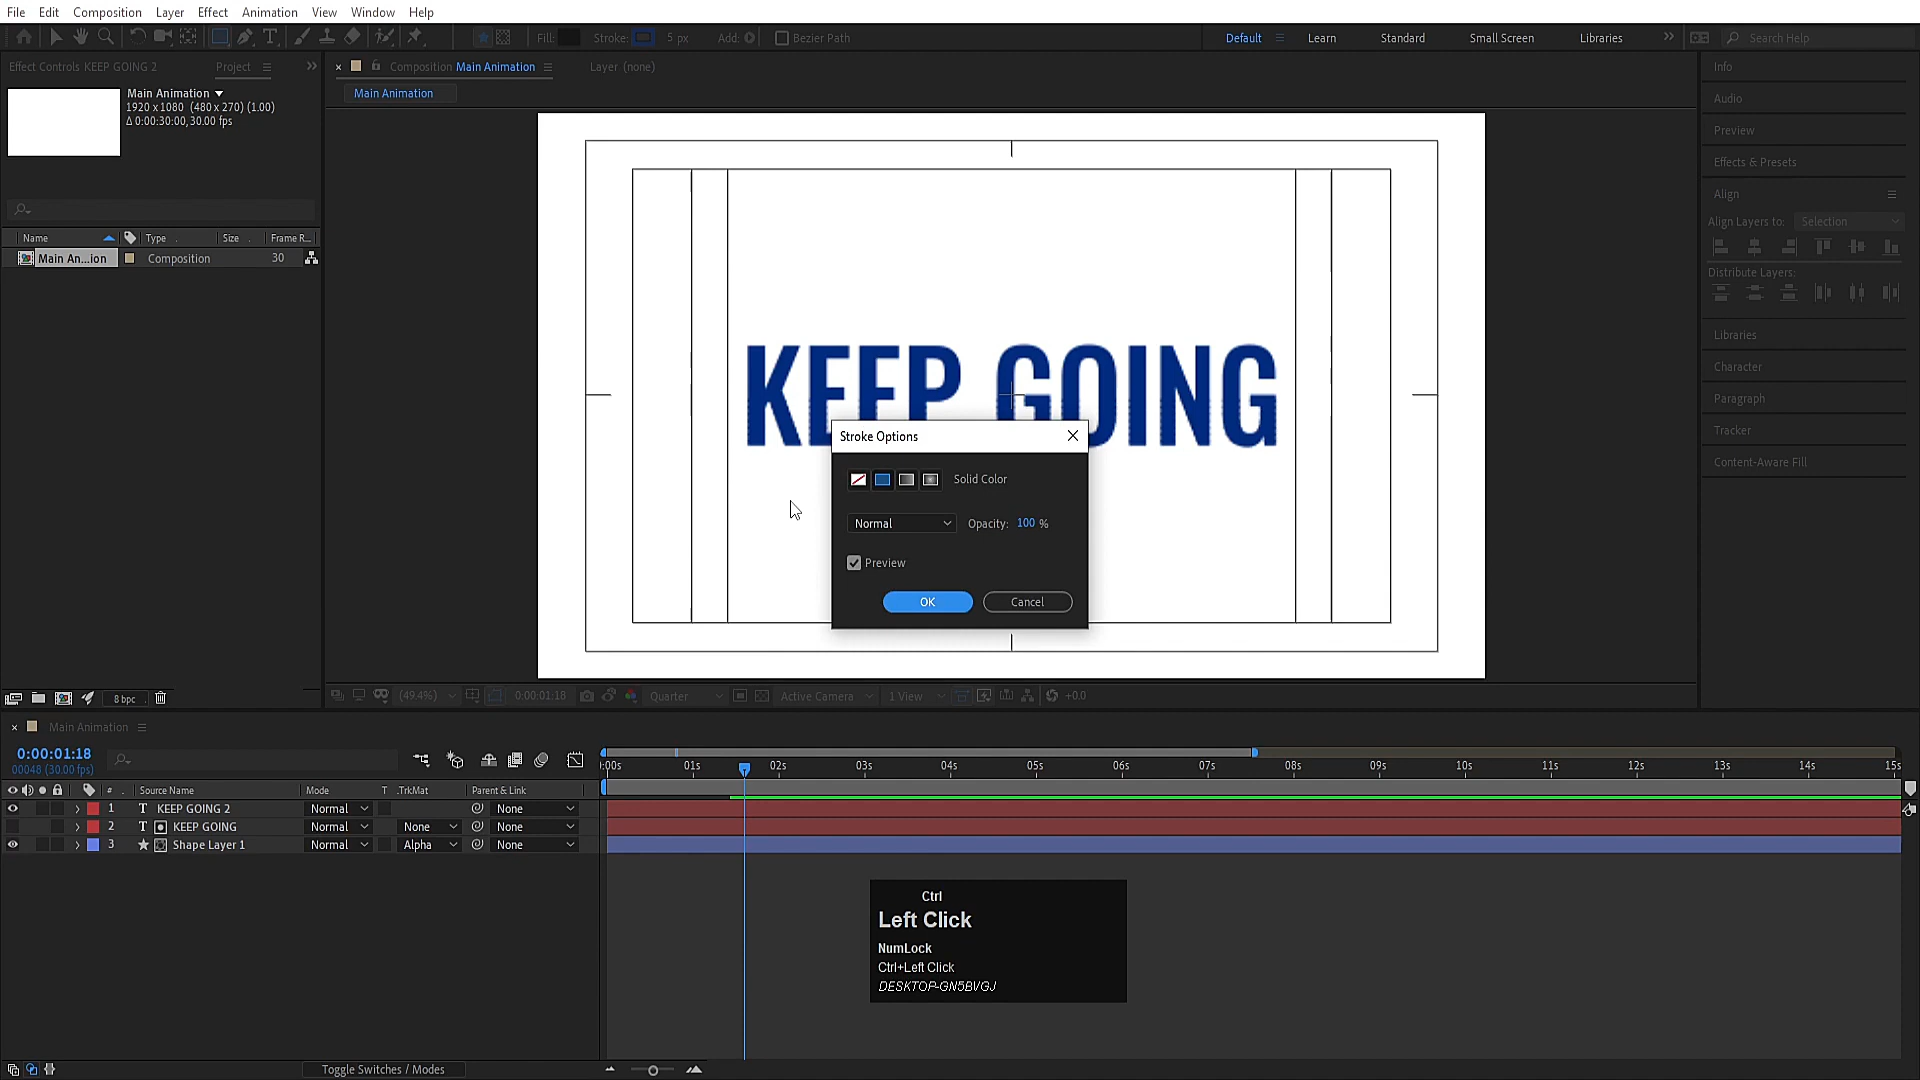 File Edit Composition Layer Effect Animation View Window Help
Fill: Stroke: 5 px Add: Bezier Path Default Learn Standard Small Screen Libraries Search Help
Effect Controls KEEP GOING 2 Project Composition Main Animation Layer (none) Info
Main Animation
Main Animation
1920 x 1080 (480 x 270) (1.00)
Δ 0:00:30:00, 30.00 fps
Audio
Preview
Effects & Presets
Align
Align Layers to: Selection
Distribute Layers:
Libraries
Character
Paragraph
Tracker
Content-Aware Fill
Name Type Size Frame R...
Main An...ion Composition 30
KEEP GOING
Stroke Options
Solid Color
Normal Opacity: 100 %
Preview
OK Cancel
8 bpc (49.4%) 0:00:01:18 Quarter Active Camera 1 View +0.0
Main Animation
0:00:01:18
00048 (30.00 fps)
:00s 01s 02s 03s 04s 05s 06s 07s 08s 09s 10s 11s 12s 13s 14s 15s
# Source Name Mode T .TrkMat Parent & Link
1 T KEEP GOING 2 Normal None
2 T KEEP GOING Normal None None
3 Shape Layer 1 Normal Alpha None
Ctrl
Left Click
NumLock
Ctrl+Left Click
DESKTOP-GN5BVGJ
Toggle Switches / Modes